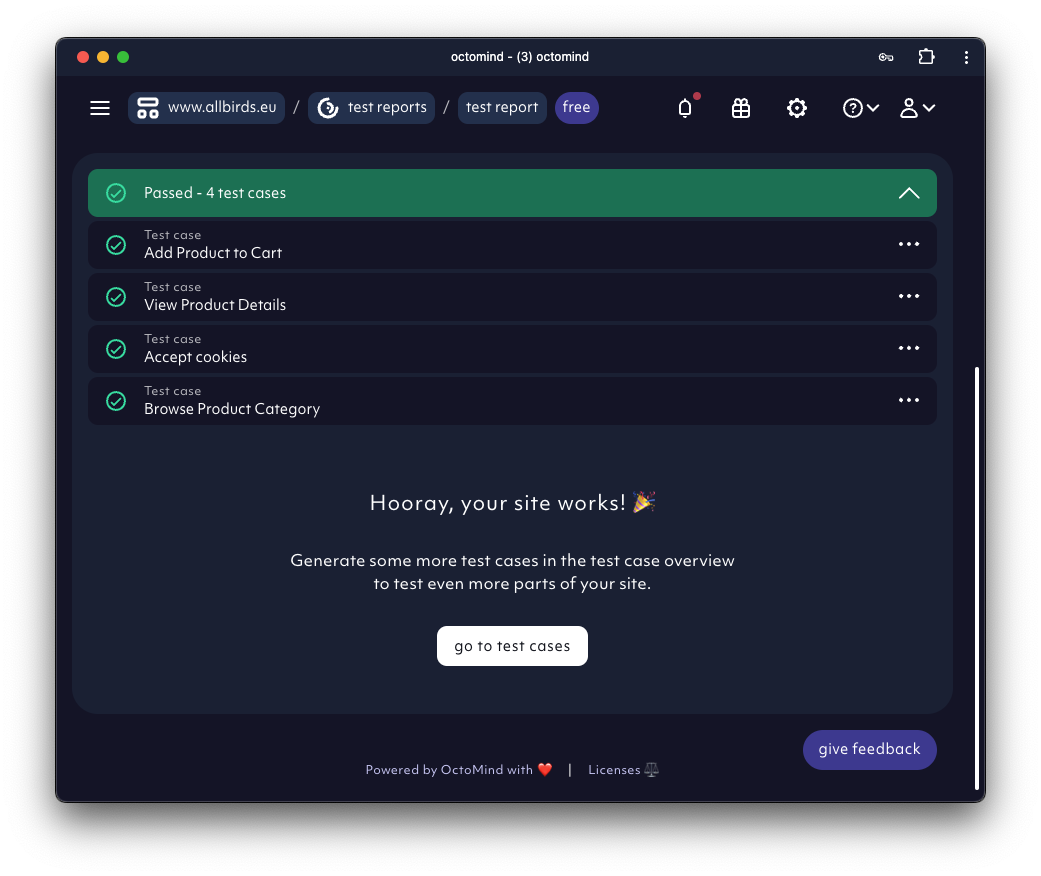 octomind - (3) octomind
www.allbirds.eu / test reports / test report free
Passed - 4 test cases
Test case
Add Product to Cart
Test case
View Product Details
Test case
Accept cookies
Test case
Browse Product Category
Hooray, your site works! 🎉
Generate some more test cases in the test case overview
to test even more parts of your site.
go to test cases
give feedback
Powered by OctoMind with ❤️ | Licenses ⚖️